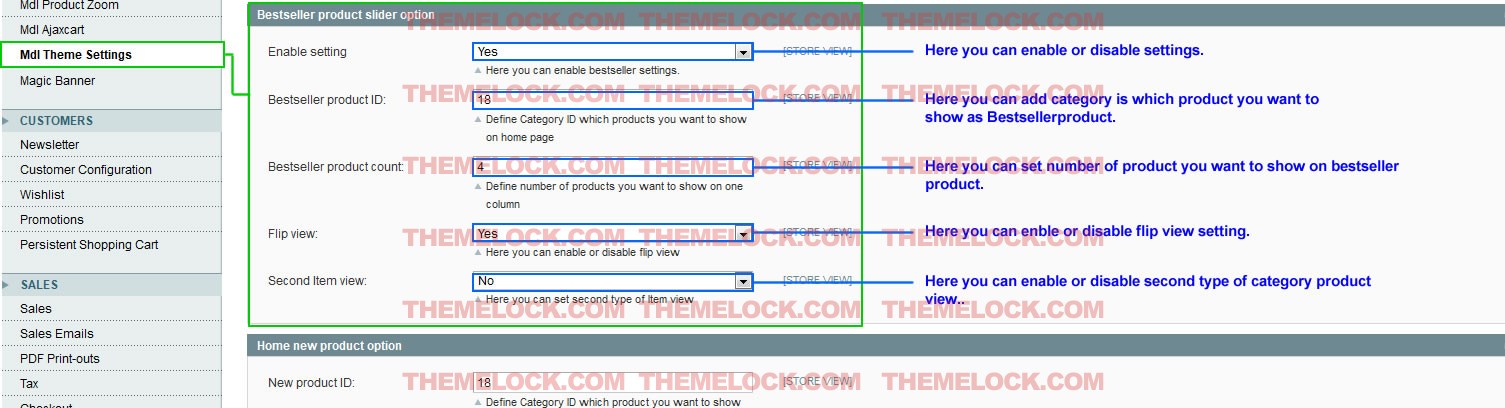 Mdl Product Zoom
Mdl Ajaxcart
Mdl Theme Settings
Magic Banner
CUSTOMERS
Newsletter
Customer Configuration
Wishlist
Promotions
Persistent Shopping Cart
SALES
Sales
Sales Emails
PDF Print-outs
Tax
Checkout
Bestseller product slider option
THEMELOCK.COM THEMELOCK.COM THEMELOCK.COM
Enable setting
Yes
[STORE VIEW]
Here you can enable or disable settings.
Here you can enable bestseller settings.
THEMELOCK.COM THEMELOCK.COM THEMELOCK.COM
Bestseller product ID:
18
[STORE VIEW]
Here you can add category is which product you want to
show as Bestsellerproduct.
Define Category ID which products you want to show
on home page
THEMELOCK.COM THEMELOCK.COM THEMELOCK.COM
Bestseller product count:
4
[STORE VIEW]
Here you can set number of product you want to show on bestseller
product.
Define number of products you want to show on one
column
THEMELOCK.COM THEMELOCK.COM THEMELOCK.COM
Flip view:
Yes
[STORE VIEW]
Here you can enble or disable flip view setting.
Here you can enable or disable flip view
Second Item view:
No
[STORE VIEW]
Here you can enable or disable second type of category product
view..
Here you can set second type of Item view
THEMELOCK.COM THEMELOCK.COM THEMELOCK.COM
Home new product option
New product ID:
18
[STORE VIEW]
THEMELOCK.COM THEMELOCK.COM THEMELOCK.COM
Define Category ID which product you want to show